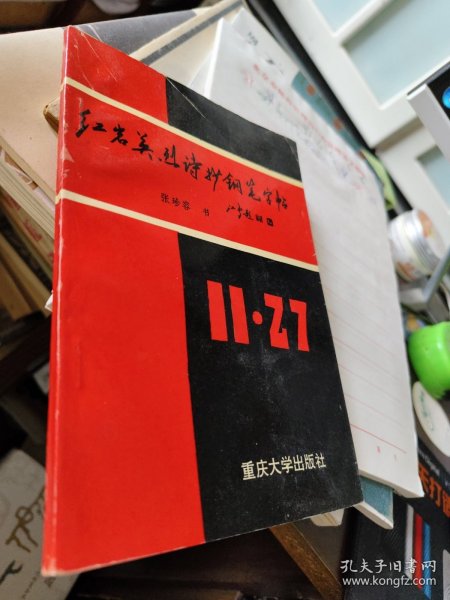 红岩英烈诗抄钢笔字帖
张珍容 书
11·27
重庆大学出版社
孔夫子旧书网
www.kongfz.com